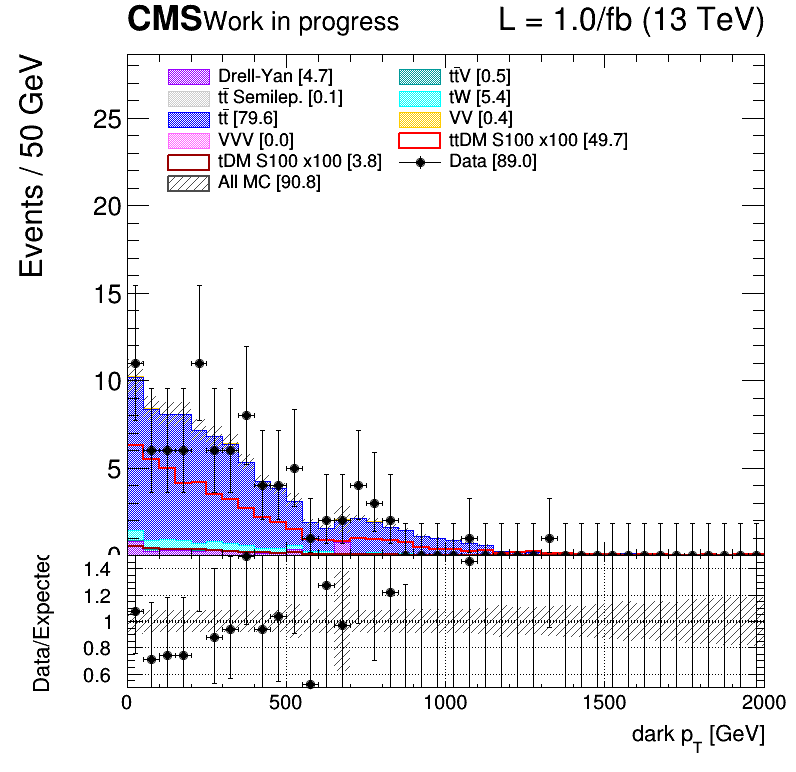 CMS Work in progress L = 1.0/fb (13 TeV)
Events / 50 GeV
Drell-Yan [4.7] tt̄V [0.5]
tt̄ Semilep. [0.1] tW [5.4]
tt̄ [79.6] VV [0.4]
VVV [0.0] ttDM S100 x100 [49.7]
tDM S100 x100 [3.8] Data [89.0]
All MC [90.8]
25
20
15
10
5
0
Data/Expected
1.4
1.2
1
0.8
0.6
0 500 1000 1500 2000
dark p_T [GeV]